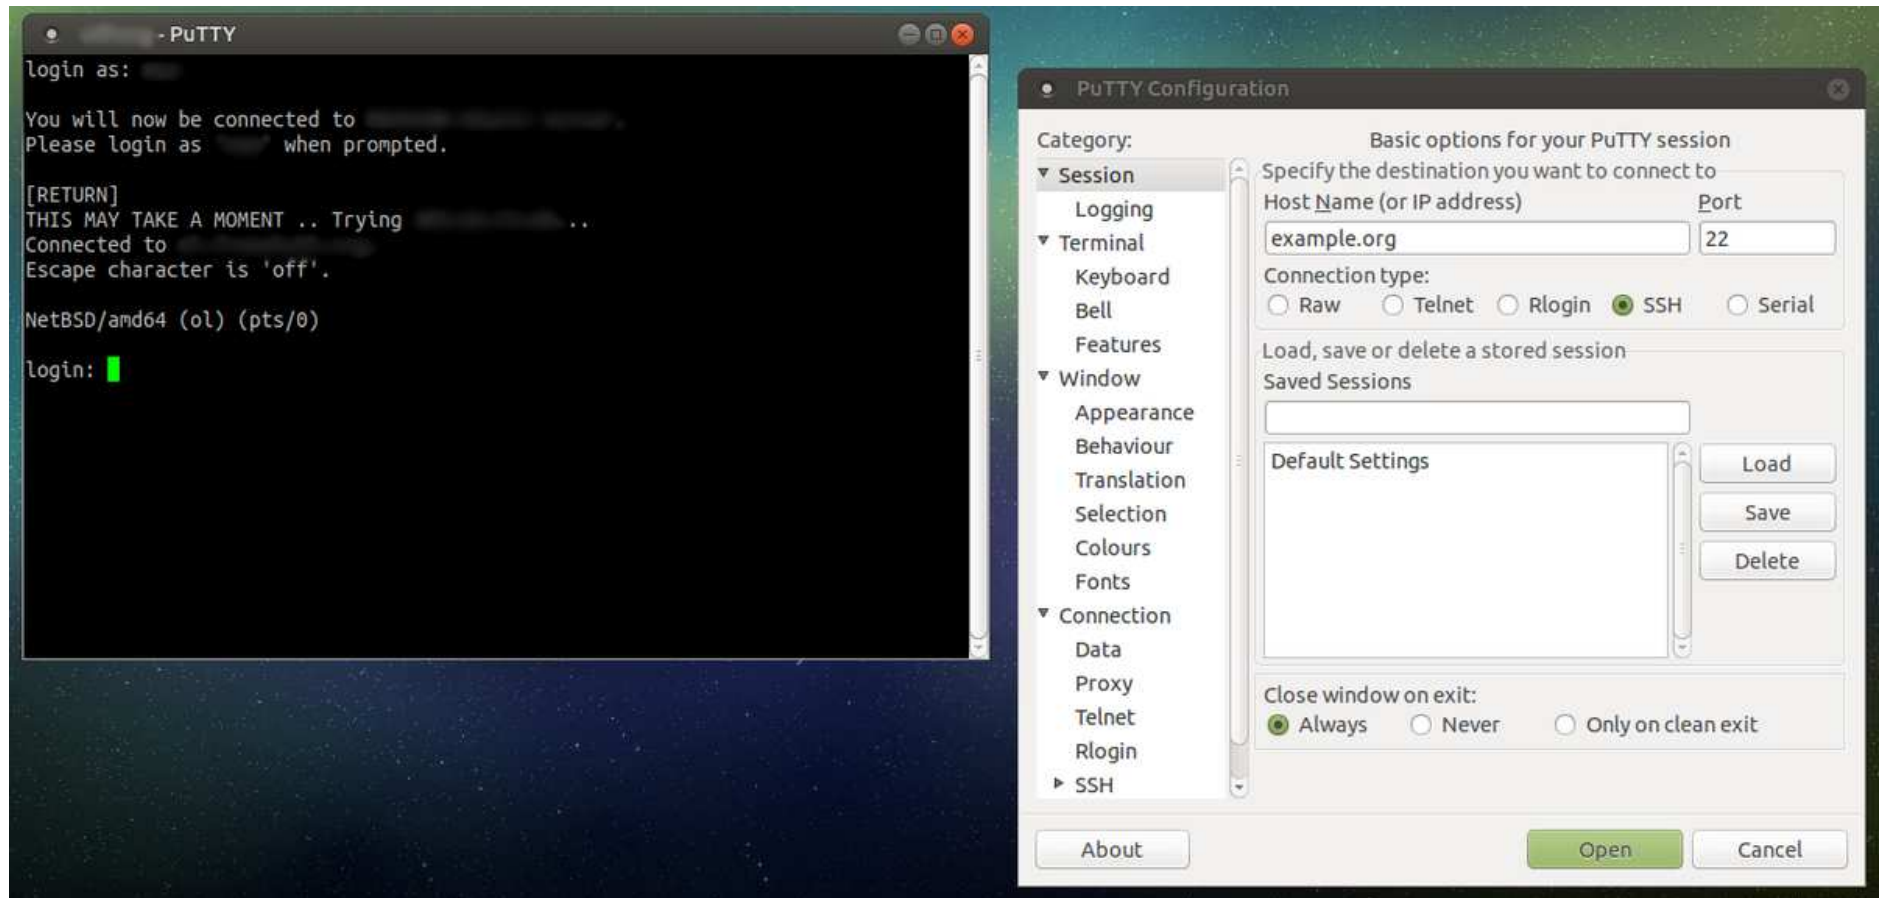 - PuTTY
login as:
You will now be connected to
Please login as ' ' when prompted.
[RETURN]
THIS MAY TAKE A MOMENT .. Trying ...
Connected to
Escape character is 'off'.
NetBSD/amd64 (ol) (pts/0)
login:
PuTTY Configuration
Category:
Session
Logging
Terminal
Keyboard
Bell
Features
Window
Appearance
Behaviour
Translation
Selection
Colours
Fonts
Connection
Data
Proxy
Telnet
Rlogin
SSH
Basic options for your PuTTY session
Specify the destination you want to connect to
Host Name (or IP address) Port
example.org 22
Connection type:
Raw Telnet Rlogin SSH Serial
Load, save or delete a stored session
Saved Sessions
Default Settings
Load
Save
Delete
Close window on exit:
Always Never Only on clean exit
About Open Cancel